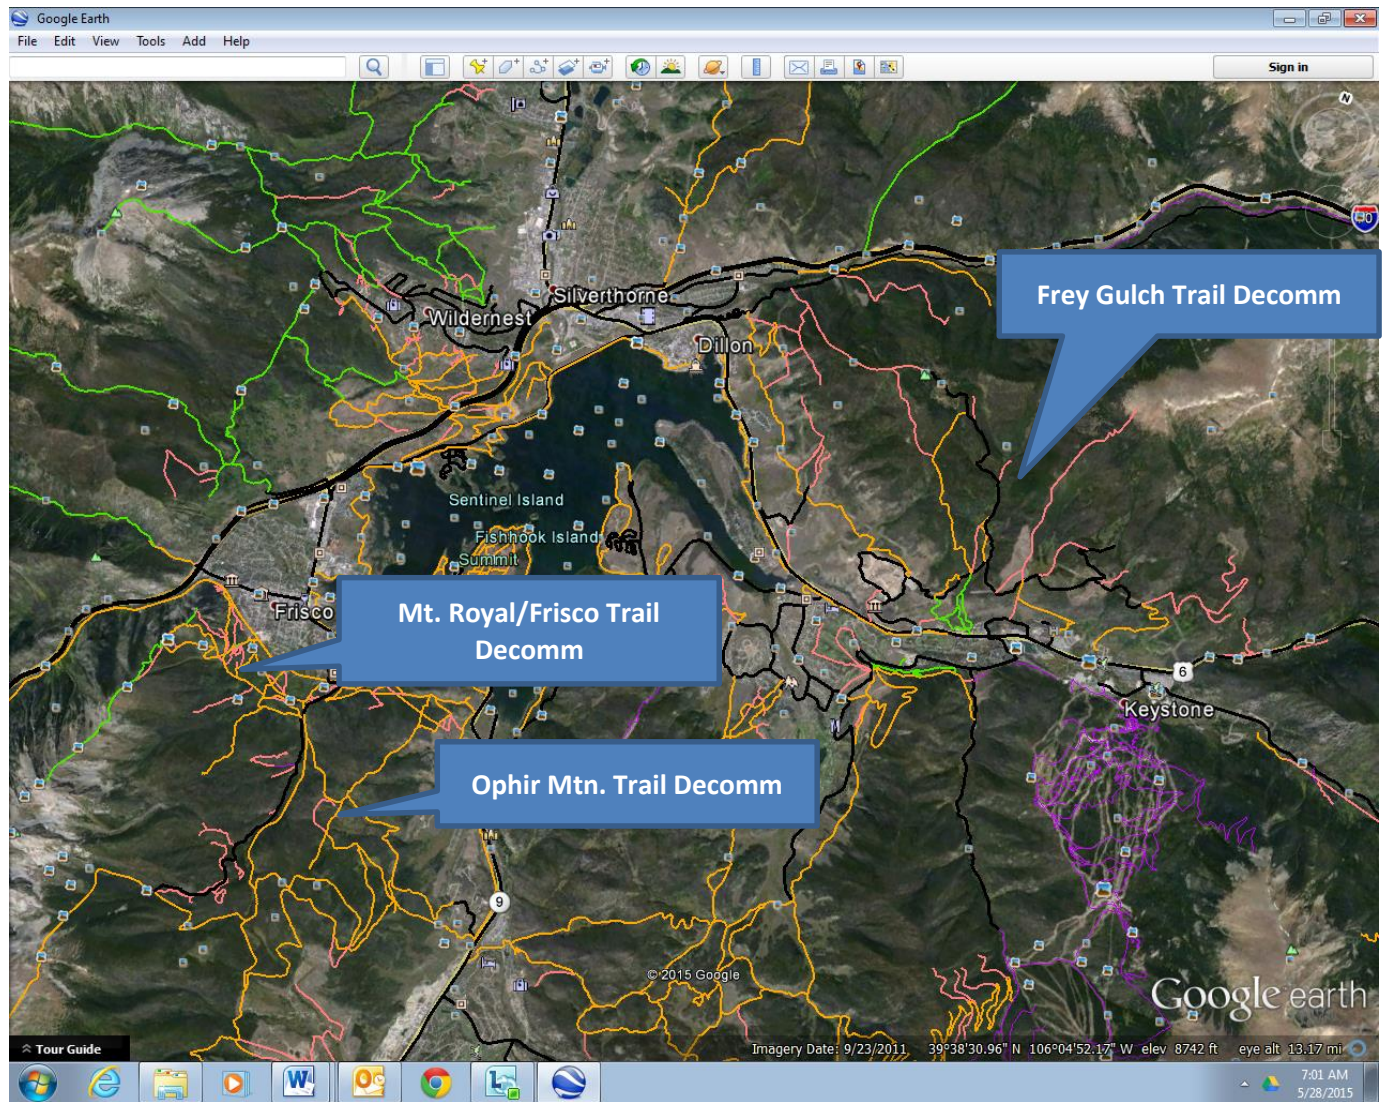 Google Earth
File Edit View Tools Add Help
Sign in
N
Silverthorne
Wildernest
Dillon
Frey Gulch Trail Decomm
Sentinel Island
Fishhook Island
Summit
Frisco
Mt. Royal/Frisco Trail
Decomm
6
Keystone
Ophir Mtn. Trail Decomm
9
© 2015 Google
Google earth
Tour Guide
Imagery Date: 9/23/2011 39°38'30.96" N 106°04'52.17" W elev 8742 ft eye alt 13.17 mi
7:01 AM
5/28/2015